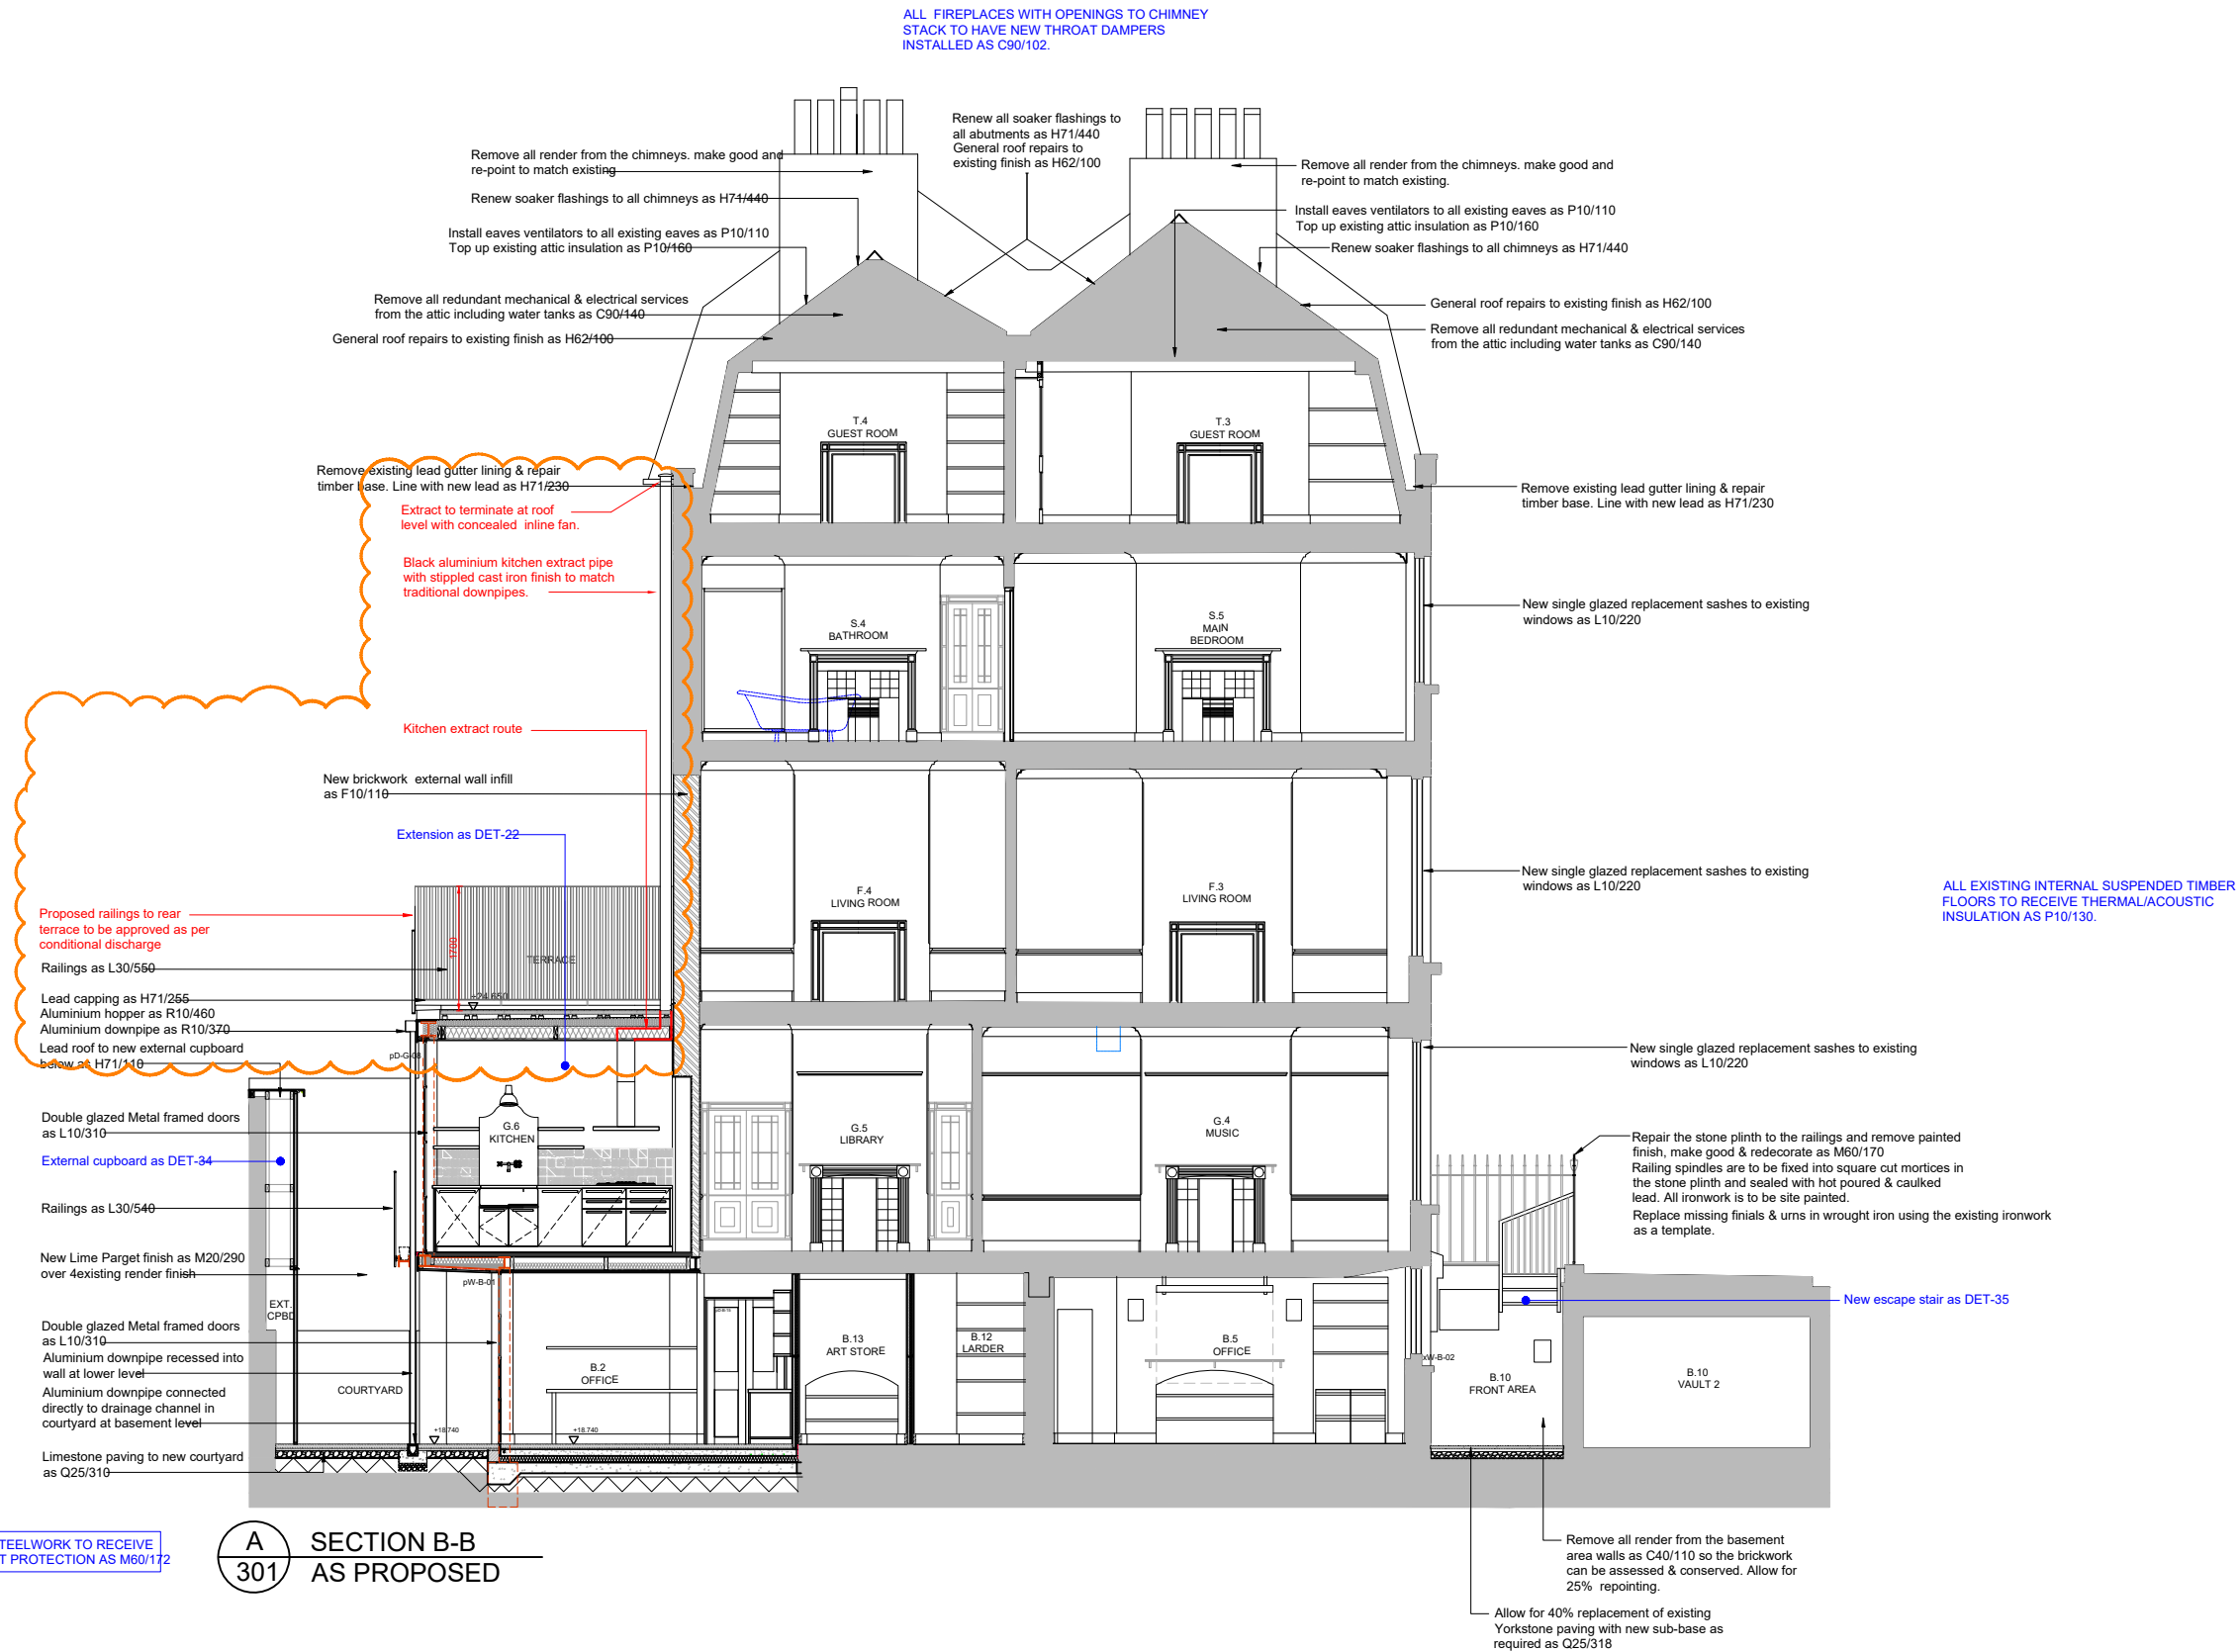 ALL FIREPLACES WITH OPENINGS TO CHIMNEY
STACK TO HAVE NEW THROAT DAMPERS
INSTALLED AS C90/102.
Renew all soaker flashings to
all abutments as H71/440
General roof repairs to
existing finish as H62/100
Remove all render from the chimneys. make good and
re-point to match existing
Renew soaker flashings to all chimneys as H71/440
Install eaves ventilators to all existing eaves as P10/110
Top up existing attic insulation as P10/160
Remove all redundant mechanical & electrical services
from the attic including water tanks as C90/140
General roof repairs to existing finish as H62/100
Remove all render from the chimneys. make good and
re-point to match existing.
Install eaves ventilators to all existing eaves as P10/110
Top up existing attic insulation as P10/160
Renew soaker flashings to all chimneys as H71/440
General roof repairs to existing finish as H62/100
Remove all redundant mechanical & electrical services
from the attic including water tanks as C90/140
T.4
GUEST ROOM
T.3
GUEST ROOM
Remove existing lead gutter lining & repair
timber base. Line with new lead as H71/230
Extract to terminate at roof
level with concealed inline fan.
Black aluminium kitchen extract pipe
with stippled cast iron finish to match
traditional downpipes.
Remove existing lead gutter lining & repair
timber base. Line with new lead as H71/230
S.4
BATHROOM
S.5
MAIN
BEDROOM
New single glazed replacement sashes to existing
windows as L10/220
Kitchen extract route
New brickwork external wall infill
as F10/110
Extension as DET-22
F.4
LIVING ROOM
F.3
LIVING ROOM
New single glazed replacement sashes to existing
windows as L10/220
ALL EXISTING INTERNAL SUSPENDED TIMBER
FLOORS TO RECEIVE THERMAL/ACOUSTIC
INSULATION AS P10/130.
Proposed railings to rear
terrace to be approved as per
conditional discharge
Railings as L30/550
1700
TERRACE
+24.650
Lead capping as H71/255
Aluminium hopper as R10/460
Aluminium downpipe as R10/370
Lead roof to new external cupboard
below as H71/110
pD-G-08
New single glazed replacement sashes to existing
windows as L10/220
Double glazed Metal framed doors
as L10/310
External cupboard as DET-34
Railings as L30/540
New Lime Parget finish as M20/290
over 4existing render finish
G.6
KITCHEN
G.5
LIBRARY
G.4
MUSIC
Repair the stone plinth to the railings and remove painted
finish, make good & redecorate as M60/170
Railing spindles are to be fixed into square cut mortices in
the stone plinth and sealed with hot poured & caulked
lead. All ironwork is to be site painted.
Replace missing finials & urns in wrought iron using the existing ironwork
as a template.
New escape stair as DET-35
pW-B-01
EXT.
CPBD
Double glazed Metal framed doors
as L10/310
Aluminium downpipe recessed into
wall at lower level
Aluminium downpipe connected
directly to drainage channel in
courtyard at basement level
Limestone paving to new courtyard
as Q25/310
COURTYARD
+18.740
B.2
OFFICE
+18.740
B.13
ART STORE
B.12
LARDER
B.5
OFFICE
xW-B-02
B.10
FRONT AREA
B.10
VAULT 2
TEELWORK TO RECEIVE
T PROTECTION AS M60/172
A
301
SECTION B-B
AS PROPOSED
Remove all render from the basement
area walls as C40/110 so the brickwork
can be assessed & conserved. Allow for
25% repointing.
Allow for 40% replacement of existing
Yorkstone paving with new sub-base as
required as Q25/318